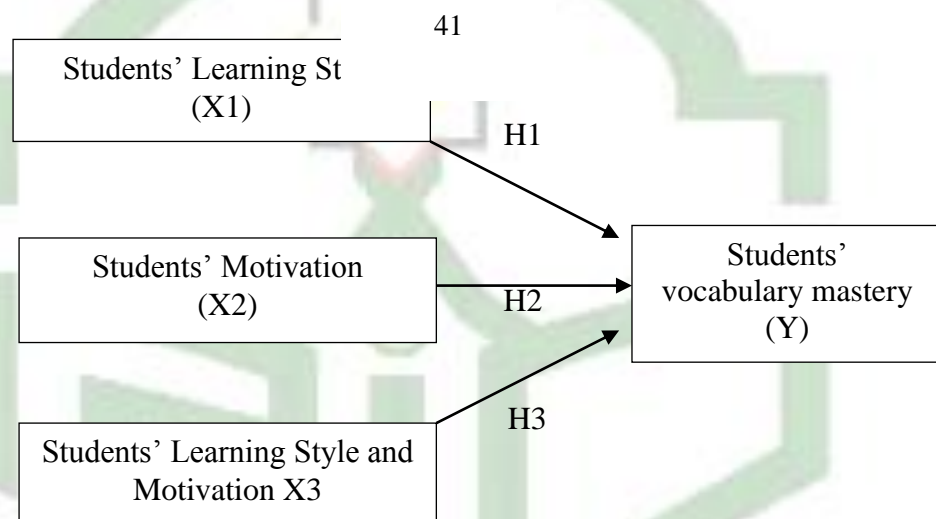 41
Students’ Learning St
(X1)
H1
Students’ Motivation
(X2)
H2
Students’
vocabulary mastery
(Y)
H3
Students’ Learning Style and
Motivation X3